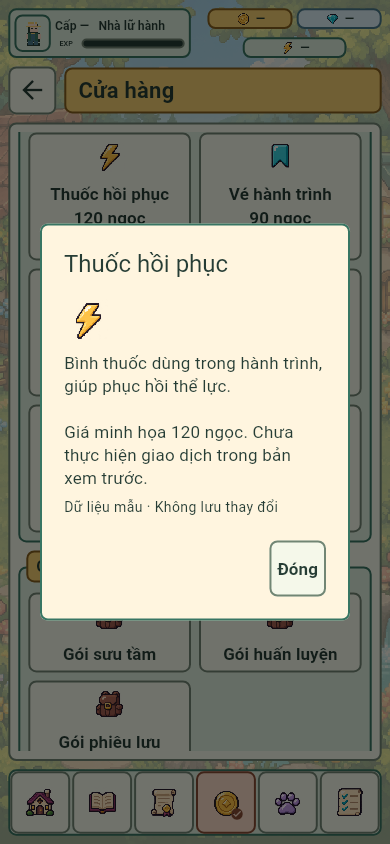 Cấp — Nhà lữ hành
EXP
—
—
—
Cửa hàng
Thuốc hồi phục
120 ngọc
Vé hành trình
90 ngọc
Thuốc hồi phục
Bình thuốc dùng trong hành trình,
giúp phục hồi thể lực.
Giá minh họa 120 ngọc. Chưa
thực hiện giao dịch trong bản
xem trước.
Dữ liệu mẫu · Không lưu thay đổi
Đóng
Gói sưu tầm
Gói huấn luyện
Gói phiêu lưu